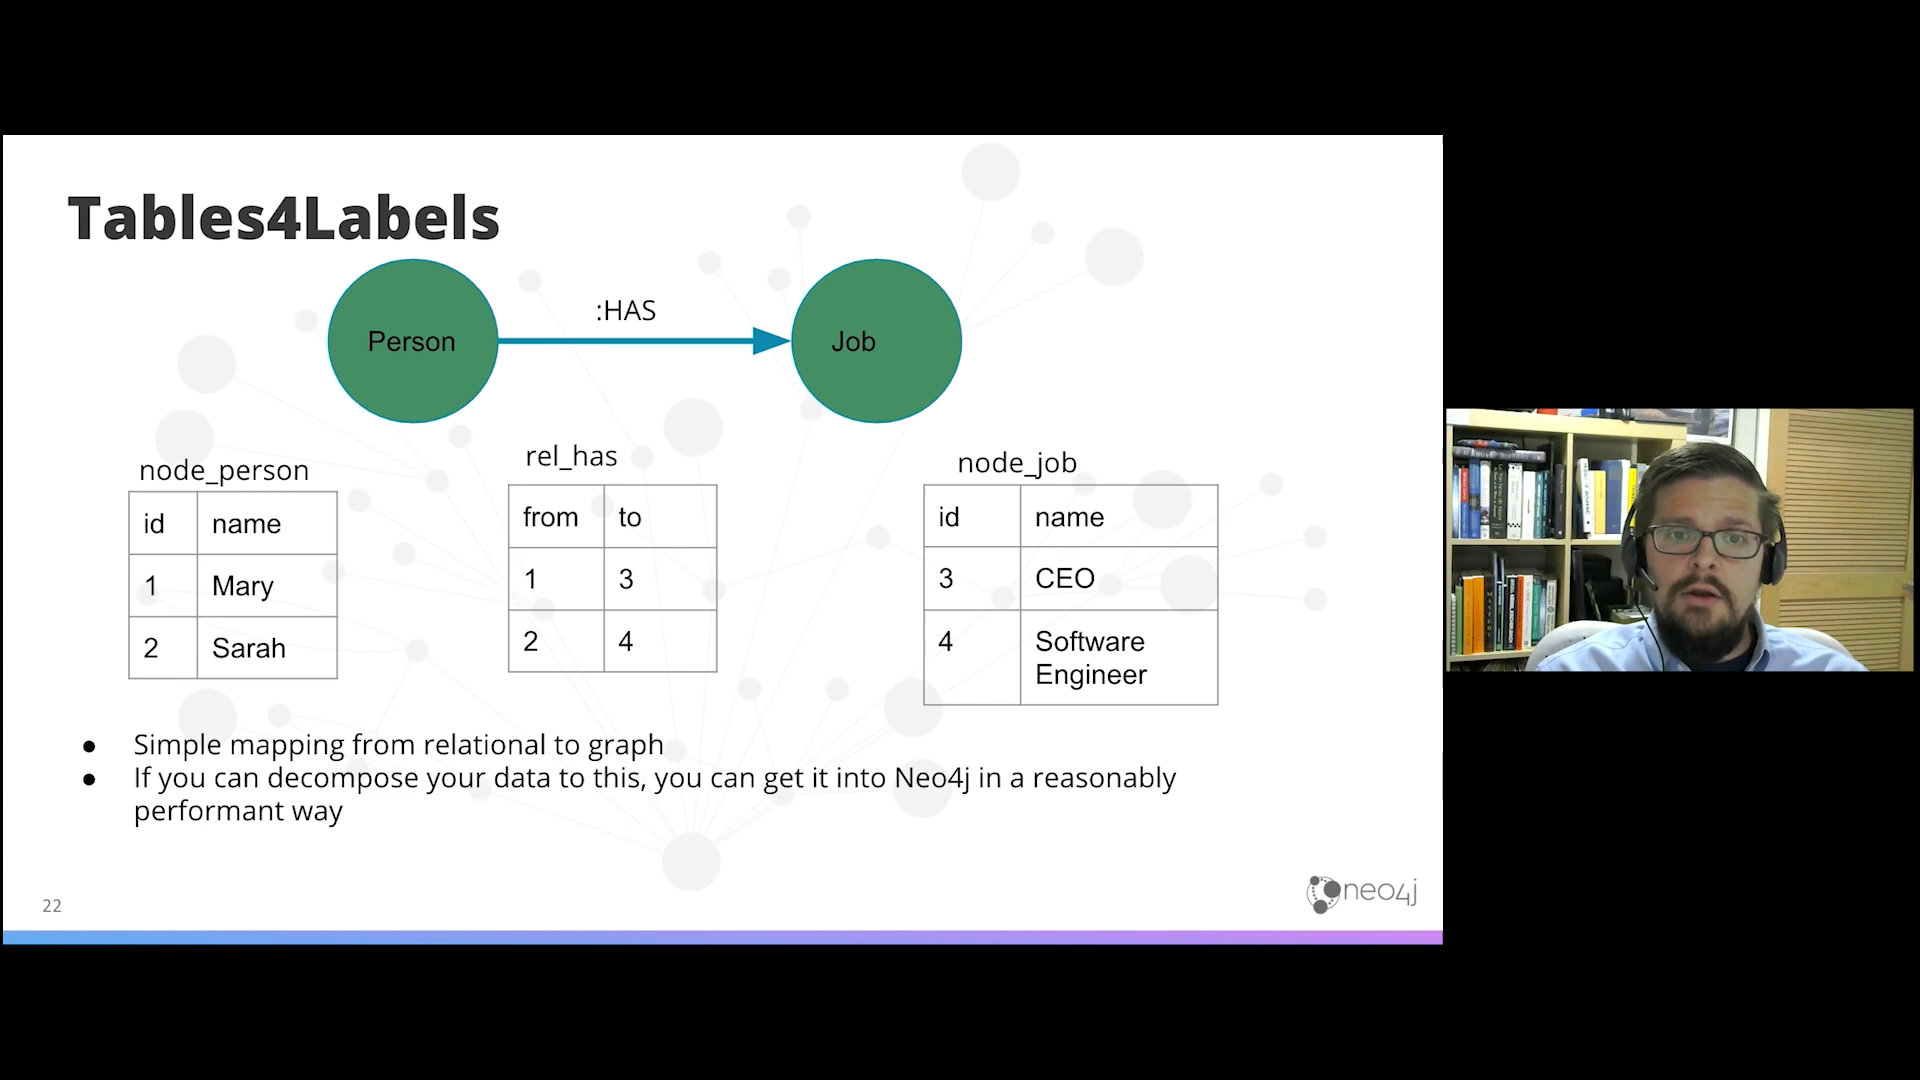 Tables4Labels
Person
:HAS
Job
node_person
id name
1 Mary
2 Sarah
rel_has
from to
1 3
2 4
node_job
id name
3 CEO
4 Software
Engineer
● Simple mapping from relational to graph
● If you can decompose your data to this, you can get it into Neo4j in a reasonably
performant way
22
neo4j